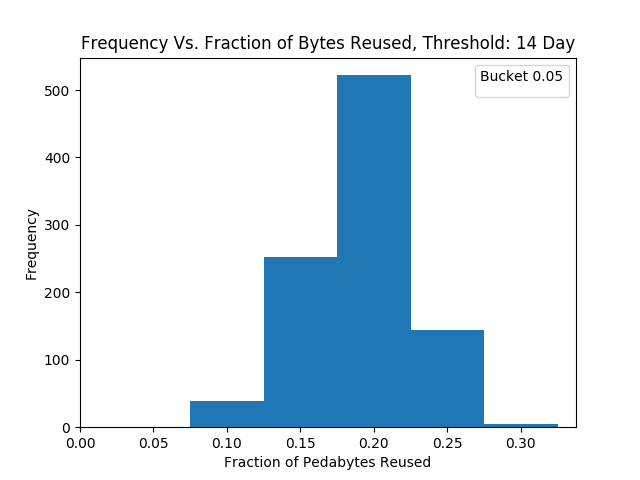 Frequency Vs. Fraction of Bytes Reused, Threshold: 14 Day
Bucket 0.05
500
400
300
200
100
0
Frequency
0.00 0.05 0.10 0.15 0.20 0.25 0.30
Fraction of Pedabytes Reused